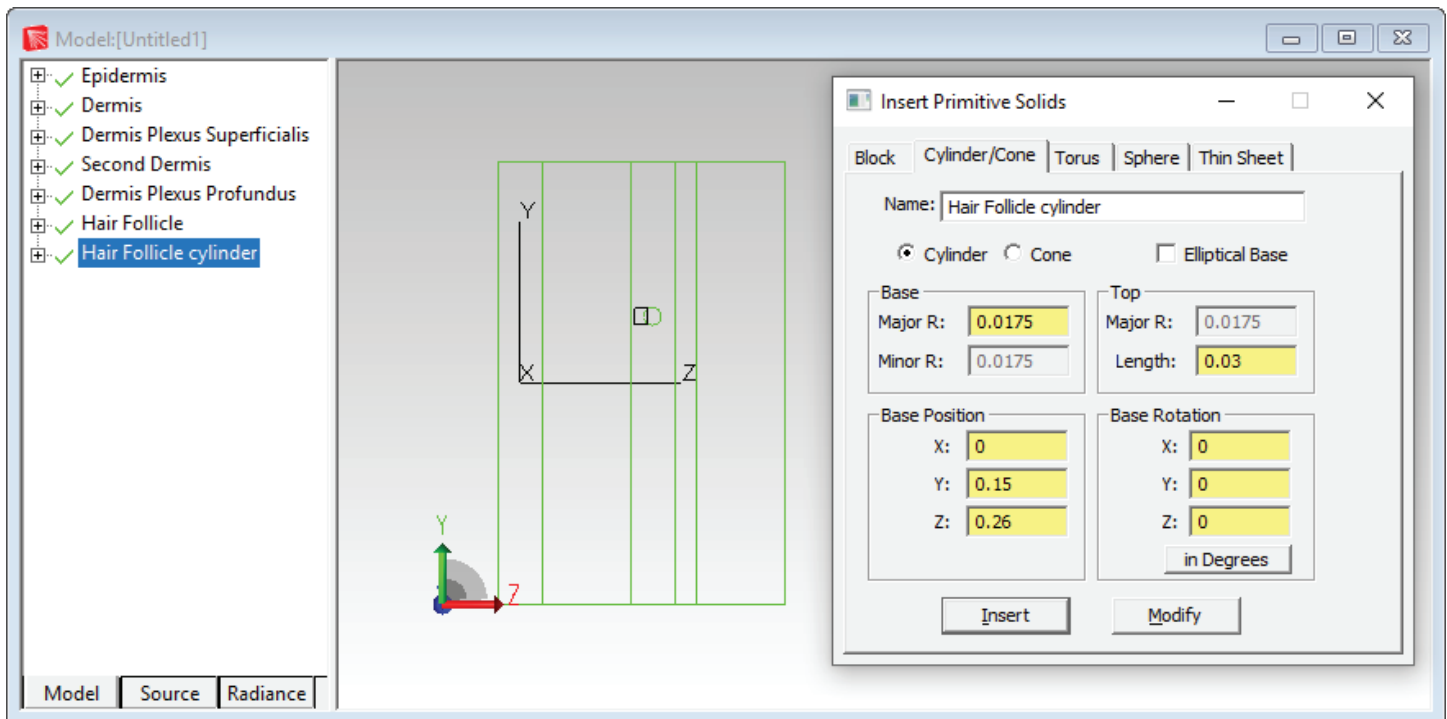 Model:[Untitled1]
Epidermis
Dermis
Dermis Plexus Superficialis
Second Dermis
Dermis Plexus Profundus
Hair Follicle
Hair Follicle cylinder
Model Source Radiance
Y
X
Z
Y
Z
Insert Primitive Solids
Block Cylinder/Cone Torus Sphere Thin Sheet
Name: Hair Follicle cylinder
Cylinder Cone Elliptical Base
Base
Major R: 0.0175
Minor R: 0.0175
Top
Major R: 0.0175
Length: 0.03
Base Position
X: 0
Y: 0.15
Z: 0.26
Base Rotation
X: 0
Y: 0
Z: 0
in Degrees
Insert Modify